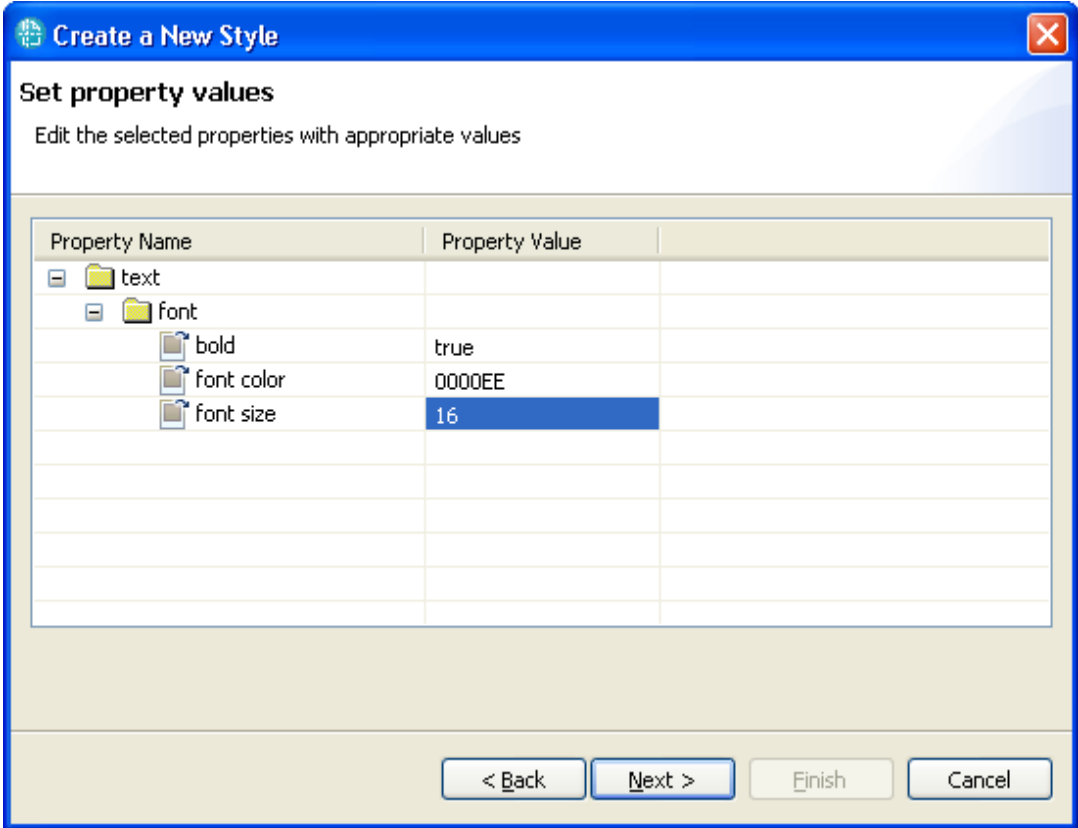 Create a New Style
Set property values
Edit the selected properties with appropriate values
Property Name Property Value
text
font
bold true
font color 0000EE
font size 16
< Back Next > Finish Cancel